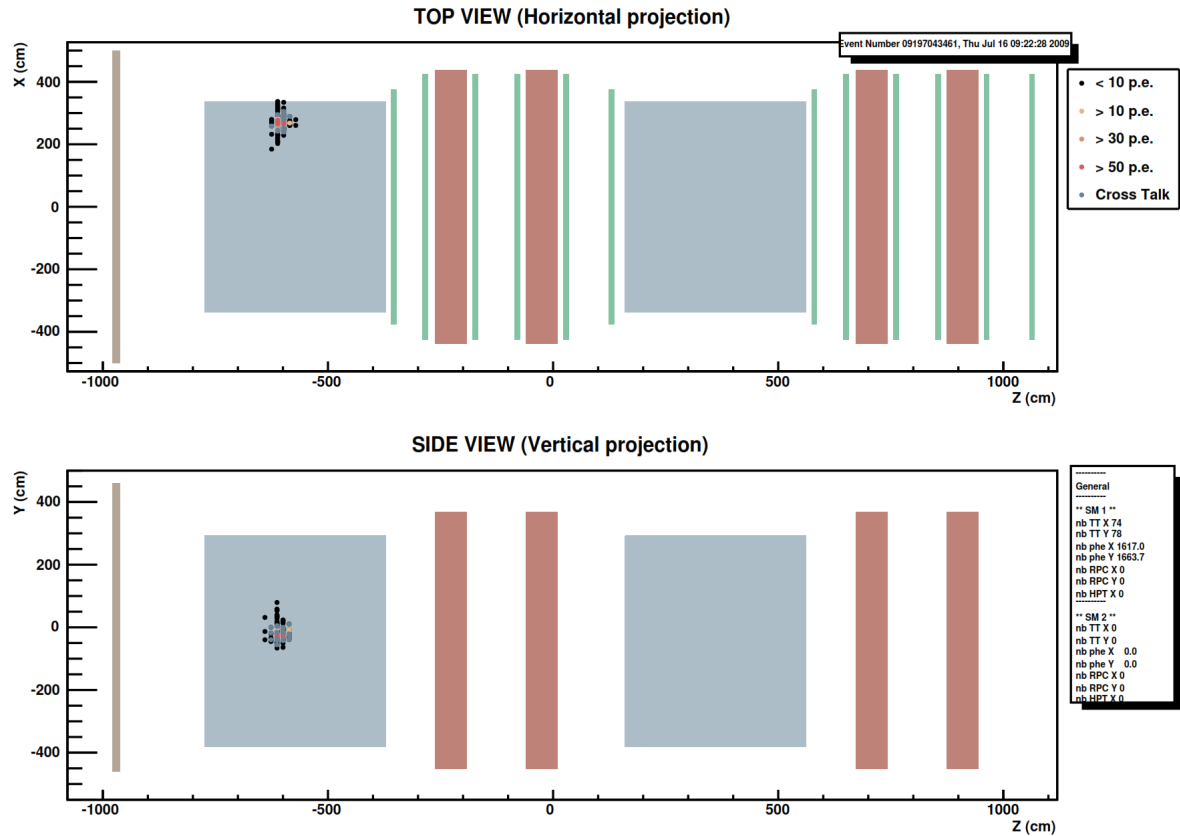 TOP VIEW (Horizontal projection)
Event Number 09197043461, Thu Jul 16 09:22:28 2009
X (cm)
400
200
0
-200
-400
-1000
-500
0
500
1000
Z (cm)
< 10 p.e.
> 10 p.e.
> 30 p.e.
> 50 p.e.
Cross Talk
SIDE VIEW (Vertical projection)
Y (cm)
400
200
0
-200
-400
-1000
-500
0
500
1000
Z (cm)
----------
General
----------
** SM 1 **
nb TT X 74
nb TT Y 78
nb phe X 1617.0
nb phe Y 1663.7
nb RPC X 0
nb RPC Y 0
nb HPT X 0
----------
** SM 2 **
nb TT X 0
nb TT Y 0
nb phe X 0.0
nb phe Y 0.0
nb RPC X 0
nb RPC Y 0
nb HPT X 0